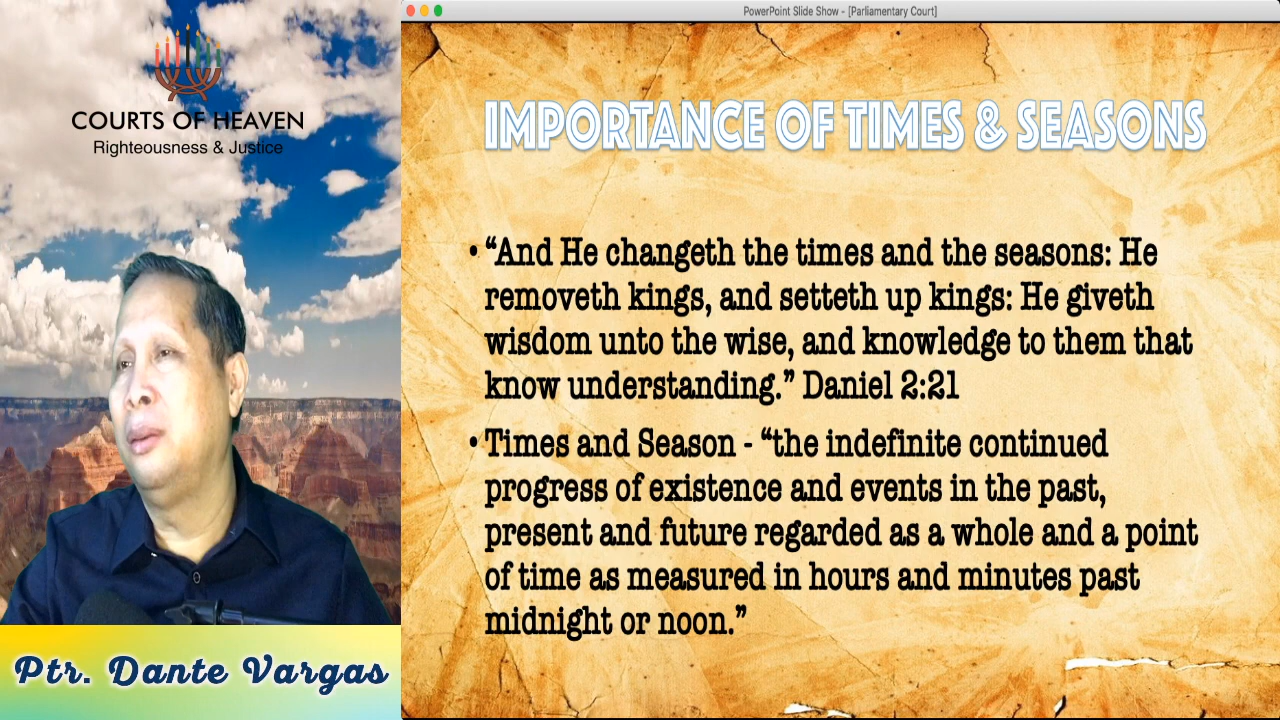 PowerPoint Slide Show - [Parliamentary Court]
COURTS OF HEAVEN
Righteousness & Justice
IMPORTANCE OF TIMES & SEASONS
• “And He changeth the times and the seasons: He
removeth kings, and setteth up kings: He giveth
wisdom unto the wise, and knowledge to them that
know understanding.” Daniel 2:21
• Times and Season - “the indefinite continued
progress of existence and events in the past,
present and future regarded as a whole and a point
of time as measured in hours and minutes past
midnight or noon.”
Ptr. Dante Vargas